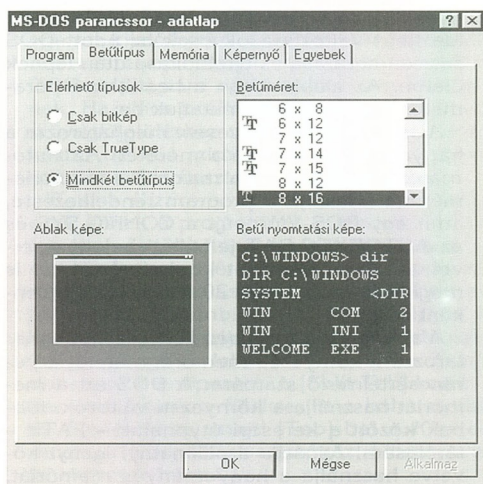 MS-DOS parancssor - adatlap
Program Betűtípus Memória Képernyő Egyebek
Elérhető típusok
Csak bitkép
Csak TrueType
Mindkét betűtípus
Betűméret:
6 x 8
6 x 12
7 x 12
7 x 14
7 x 15
8 x 12
8 x 16
Ablak képe:
Betű nyomtatási képe:
C:\WINDOWS> dir
DIR C:\WINDOWS
SYSTEM <DIR
WIN COM 2
WIN INI 1
WELCOME EXE 1
OK Mégse Alkalmaz